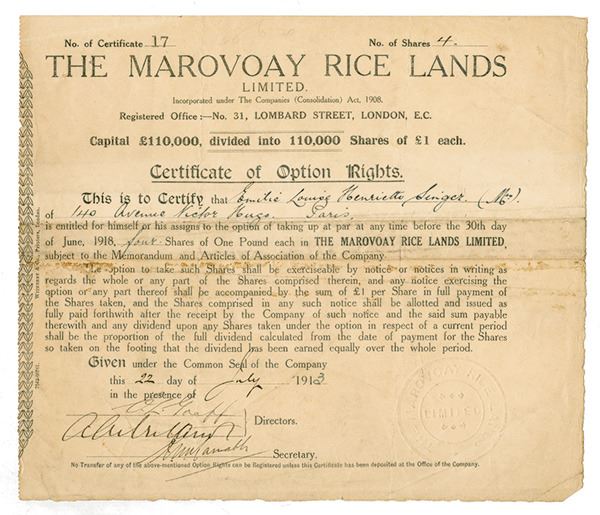 No. of Certificate 17 No. of Shares 4.
THE MAROVOAY RICE LANDS
LIMITED.
Incorporated under The Companies (Consolidation) Act, 1908.
Registered Office:—No. 31, LOMBARD STREET, LONDON, E.C.
Capital £110,000, divided into 110,000 Shares of £1 each.
Certificate of Option Rights.
This is to Certify that Emilie Louise Henriette Singer (Mrs).
of 140 Avenue Victor Hugo. Paris.
is entitled for himself or his assigns to the option of taking up at par at any time before the 30th day
of June, 1918, four Shares of One Pound each in THE MAROVOAY RICE LANDS LIMITED,
subject to the Memorandum and Articles of Association of the Company
The option to take such Shares shall be exerciseable by notice or notices in writing as
regards the whole or any part of the Shares comprised therein, and any notice exercising the
option or any part thereof shall be accompanied by the sum of £1 per Share in full payment of
the Shares taken, and the Shares comprised in any such notice shall be allotted and issued as
fully paid forthwith after the receipt by the Company of such notice and the said sum payable
therewith and any dividend upon any Shares taken under the option in respect of a current period
shall be the proportion of the full dividend calculated from the date of payment for the Shares
so taken on the footing that the dividend has been earned equally over the whole period.
Given under the Common Seal of the Company
this 22 day of July 1913
in the presence of
Directors.
Secretary.
No Transfer of any of the above-mentioned Option Rights can be Registered unless this Certificate has been deposited at the Office of the Company.
MAROVOAY RICE LANDS
LIMITED
Printers, London.